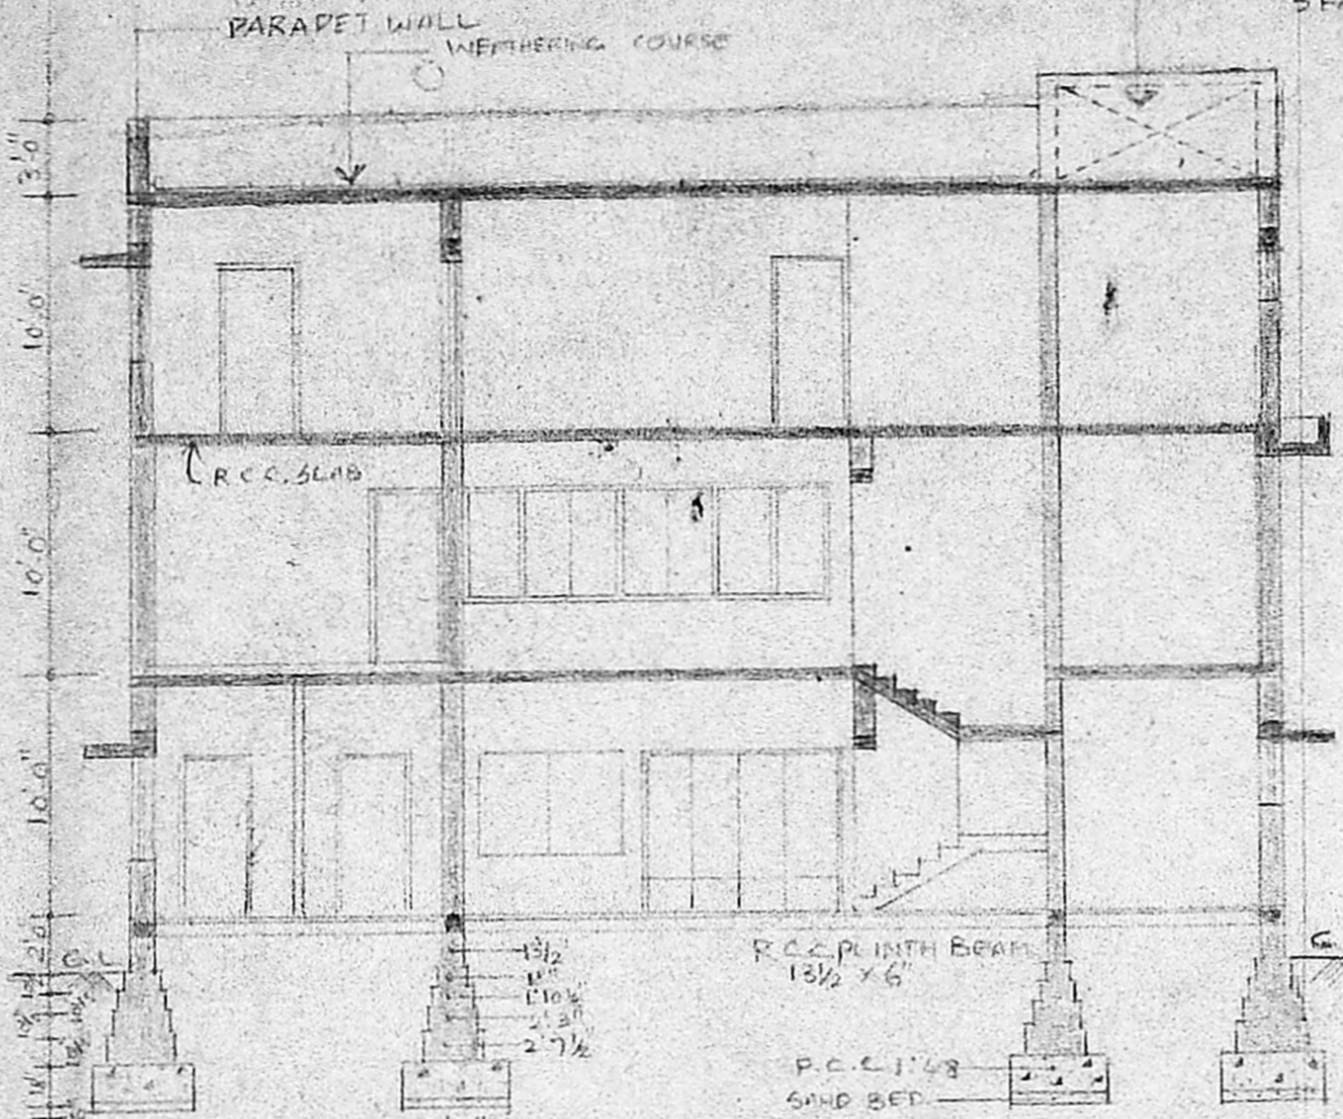 PARAPET WALL
WEATHERING COURSE
3'0"
10'0"
R.C.C. SLAB
10'0"
10'0"
2'0"
G.L
R.C.C PLINTH BEAM
13½ X 6"
13½"
1'10½"
2'3"
2'7½
P.C.C 1:4:8
SAND BED